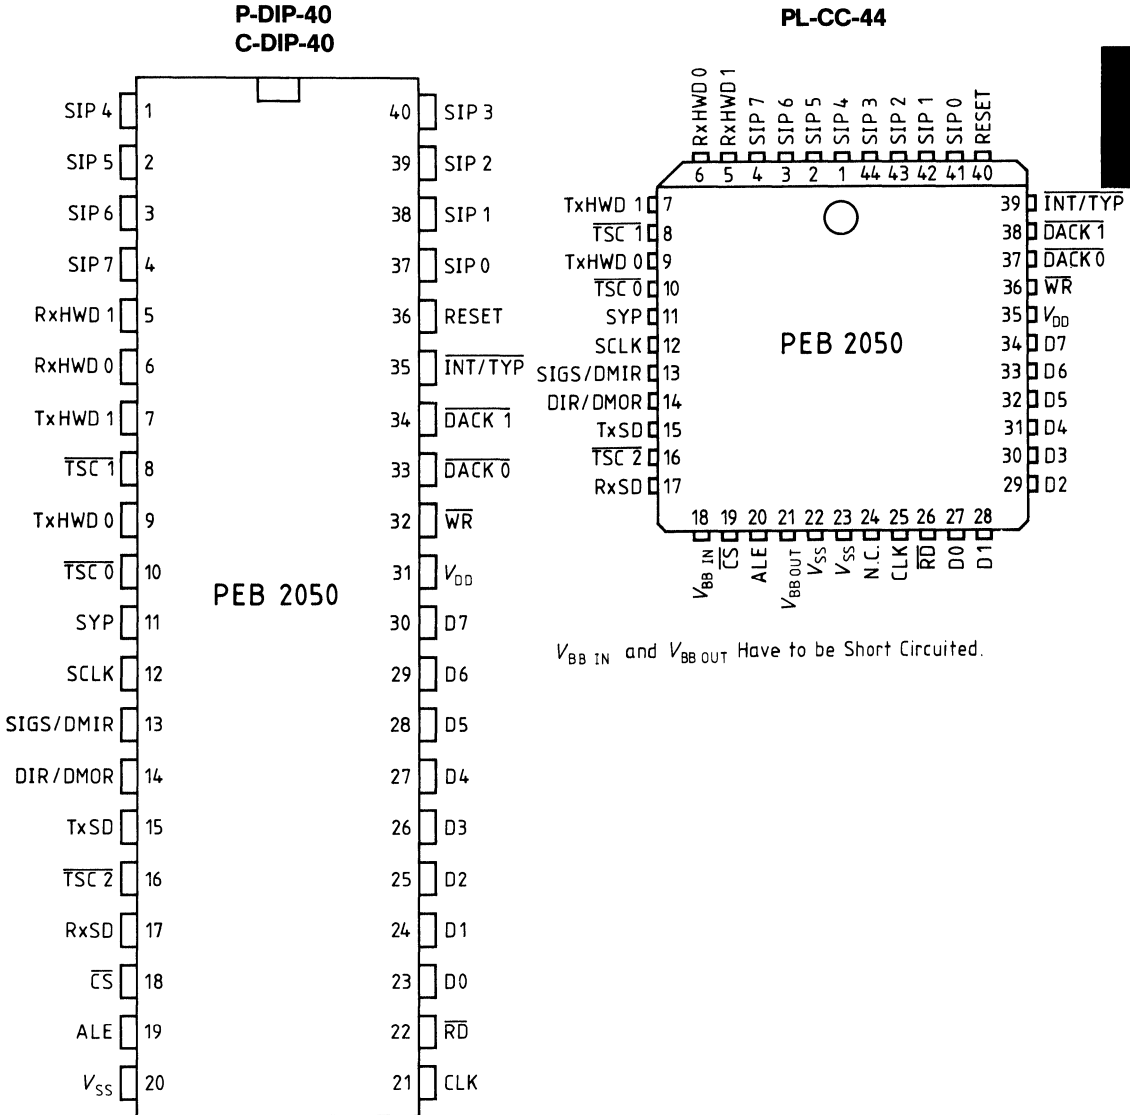 P-DIP-40
C-DIP-40
SIP 4 1 40 SIP 3
SIP 5 2 39 SIP 2
SIP 6 3 38 SIP 1
SIP 7 4 37 SIP 0
RxHWD 1 5 36 RESET
RxHWD 0 6 35 INT/TYP
TxHWD 1 7 34 DACK 1
TSC 1 8 33 DACK 0
TxHWD 0 9 32 WR
TSC 0 10 31 VDD
PEB 2050
SYP 11 30 D7
SCLK 12 29 D6
SIGS/DMIR 13 28 D5
DIR/DMOR 14 27 D4
TxSD 15 26 D3
TSC 2 16 25 D2
RxSD 17 24 D1
CS 18 23 D0
ALE 19 22 RD
VSS 20 21 CLK
PL-CC-44
RxHWD 0 RxHWD 1 SIP 7 SIP 6 SIP 5 SIP 4 SIP 3 SIP 2 SIP 1 SIP 0 RESET
6 5 4 3 2 1 44 43 42 41 40
TxHWD 1 7 39 INT/TYP
TSC 1 8 38 DACK 1
TxHWD 0 9 37 DACK 0
TSC 0 10 36 WR
SYP 11 35 VDD
SCLK 12 PEB 2050 34 D7
SIGS/DMIR 13 33 D6
DIR/DMOR 14 32 D5
TxSD 15 31 D4
TSC 2 16 30 D3
RxSD 17 29 D2
18 19 20 21 22 23 24 25 26 27 28
VBB IN CS ALE VBB OUT VSS VSS N.C. CLK RD D0 D1
VBB IN and VBB OUT Have to be Short Circuited.